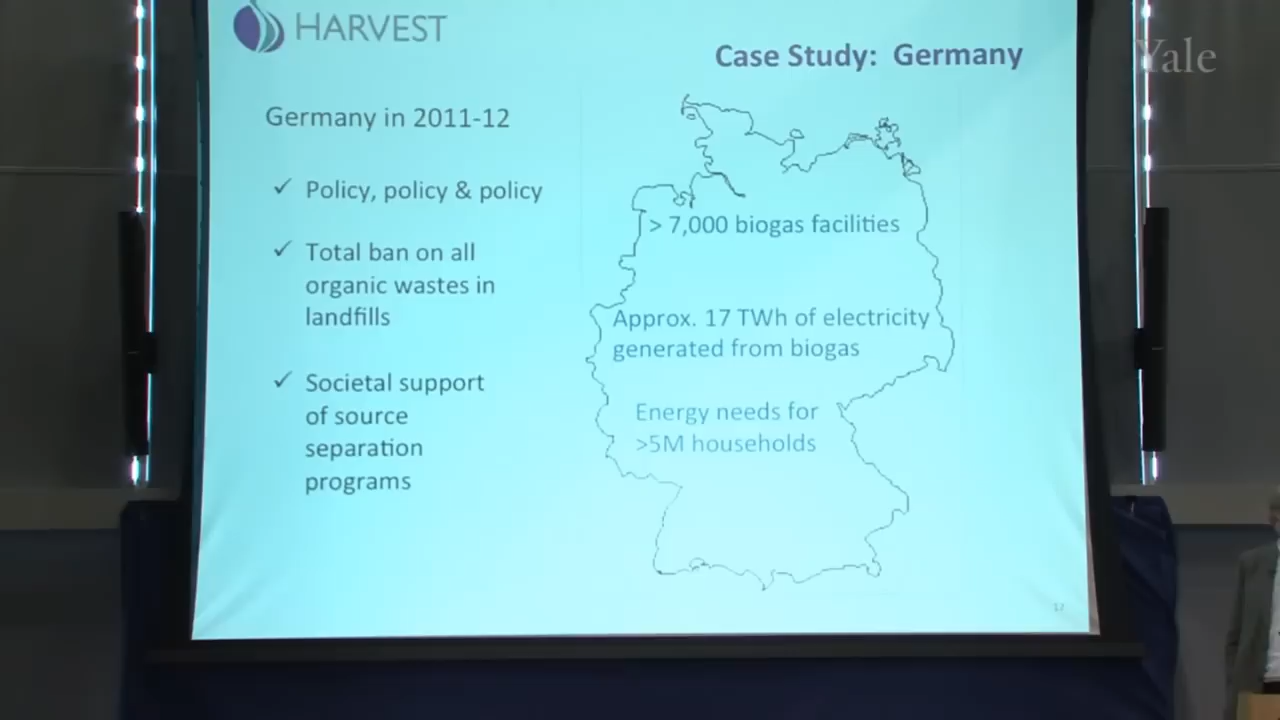 HARVEST
Yale
Case Study: Germany
Germany in 2011-12
✓ Policy, policy & policy
✓ Total ban on all
organic wastes in
landfills
✓ Societal support
of source
separation
programs
> 7,000 biogas facilities
Approx. 17 TWh of electricity
generated from biogas
Energy needs for
>5M households